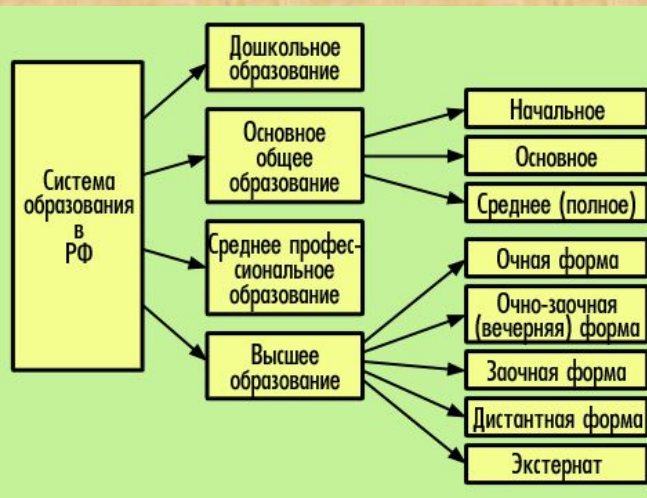 Система
образования
в
РФ
Дошкольное
образование
Основное
общее
образование
Среднее профес-
сиональное
образование
Высшее
образование
Начальное
Основное
Среднее (полное)
Очная форма
Очно-заочная
(вечерняя) форма
Заочная форма
Дистантная форма
Экстернат